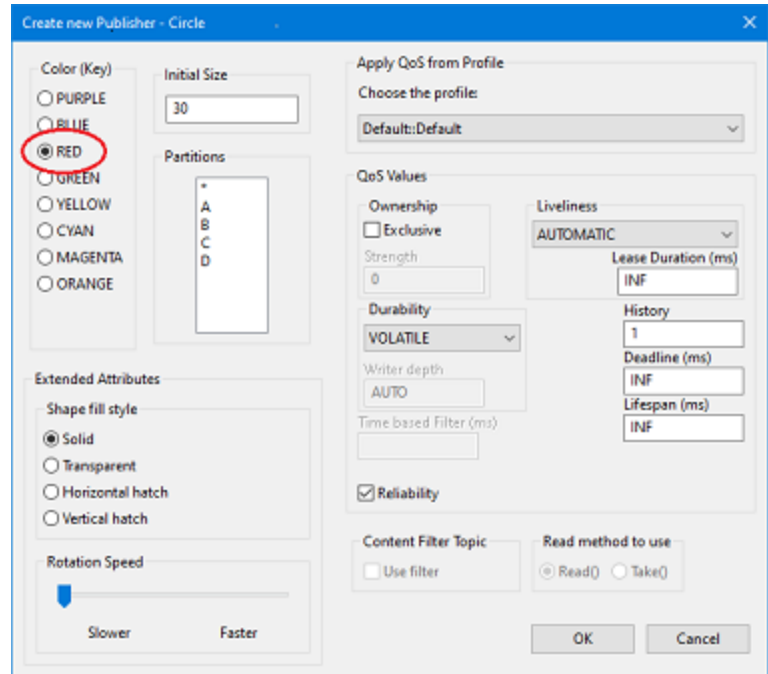 Create new Publisher - Circle
Color (Key)
PURPLE
BLUE
RED
GREEN
YELLOW
CYAN
MAGENTA
ORANGE
Initial Size
30
Partitions
*
A
B
C
D
Extended Attributes
Shape fill style
Solid
Transparent
Horizontal hatch
Vertical hatch
Rotation Speed
Slower Faster
Apply QoS from Profile
Choose the profile:
Default::Default
QoS Values
Ownership
Exclusive
Strength
0
Durability
VOLATILE
Writer depth
AUTO
Time based Filter (ms)
Reliability
Liveliness
AUTOMATIC
Lease Duration (ms)
INF
History
1
Deadline (ms)
INF
Lifespan (ms)
INF
Content Filter Topic
Use filter
Read method to use
Read() Take()
OK Cancel